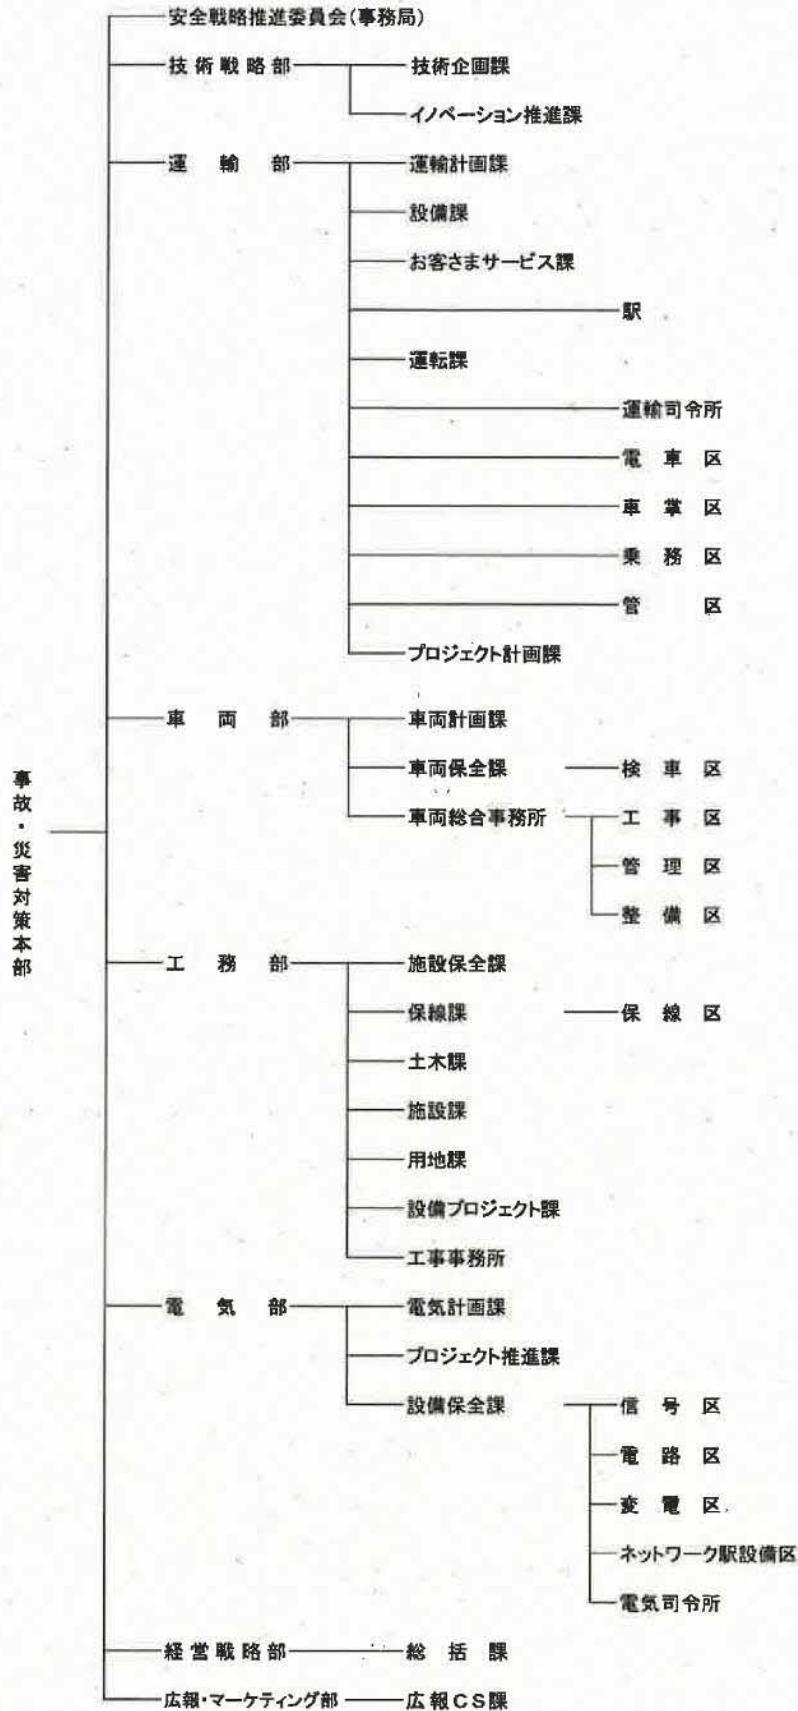 安全戦略推進委員会(事務局)
技術戦略部 技術企画課
イノベーション推進課
運輸部 運輸計画課
設備課
お客さまサービス課
駅
運転課
運輸司令所
電車区
車掌区
乗務区
管区
プロジェクト計画課
車両部 車両計画課
車両保全課 検車区
車両総合事務所 工事区
管理区
整備区
事故・災害対策本部
工務部 施設保全課
保線課 保線区
土木課
施設課
用地課
設備プロジェクト課
工事事務所
電気部 電気計画課
プロジェクト推進課
設備保全課 信号区
電路区
変電区
ネットワーク駅設備区
電気司令所
経営戦略部 総括課
広報・マーケティング部 広報CS課